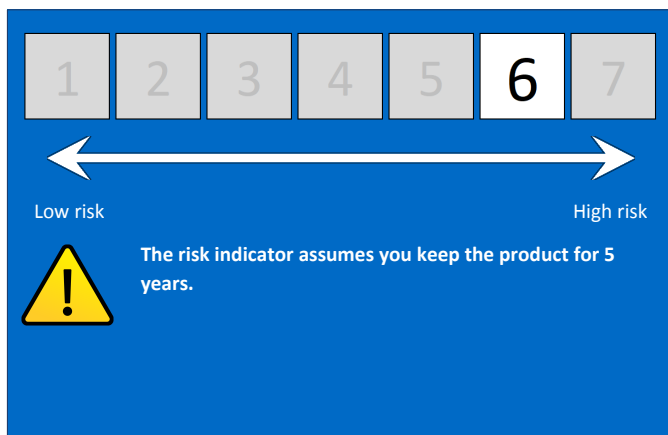 1 2 3 4 5 6 7
Low risk High risk
The risk indicator assumes you keep the product for 5
years.